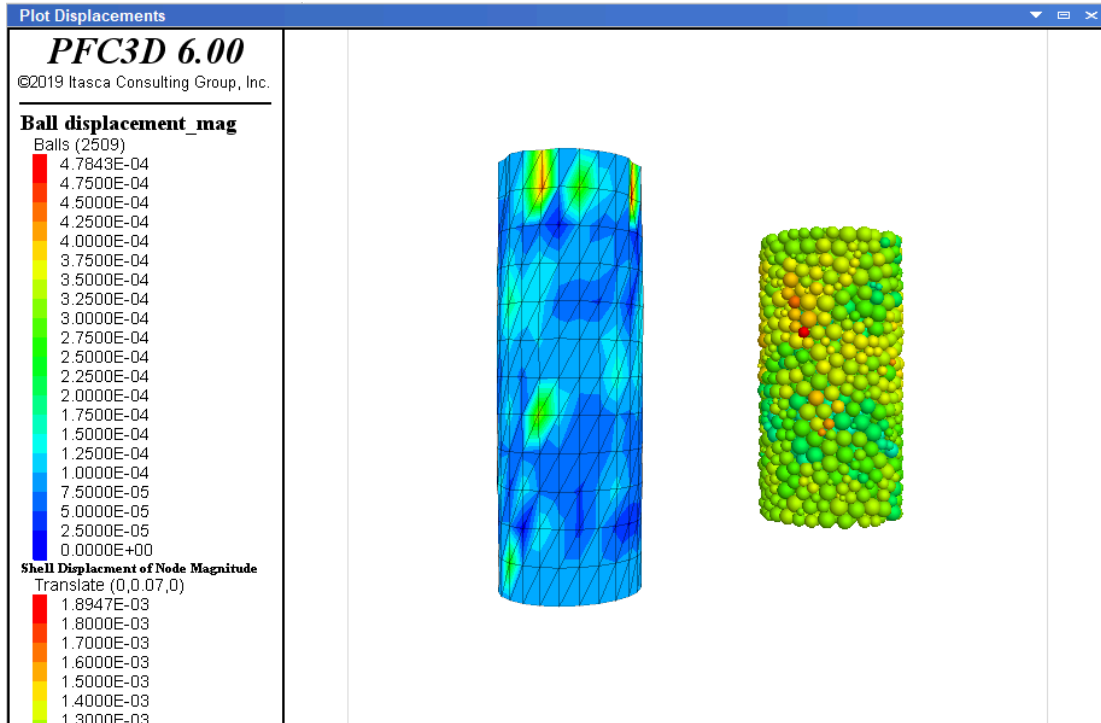 Plot Displacements
PFC3D 6.00
©2019 Itasca Consulting Group, Inc.
Ball displacement_mag
Balls (2509)
4.7843E-04
4.7500E-04
4.5000E-04
4.2500E-04
4.0000E-04
3.7500E-04
3.5000E-04
3.2500E-04
3.0000E-04
2.7500E-04
2.5000E-04
2.2500E-04
2.0000E-04
1.7500E-04
1.5000E-04
1.2500E-04
1.0000E-04
7.5000E-05
5.0000E-05
2.5000E-05
0.0000E+00
Shell Displacment of Node Magnitude
Translate (0,0.07,0)
1.8947E-03
1.8000E-03
1.7000E-03
1.6000E-03
1.5000E-03
1.4000E-03
1.3000E-03